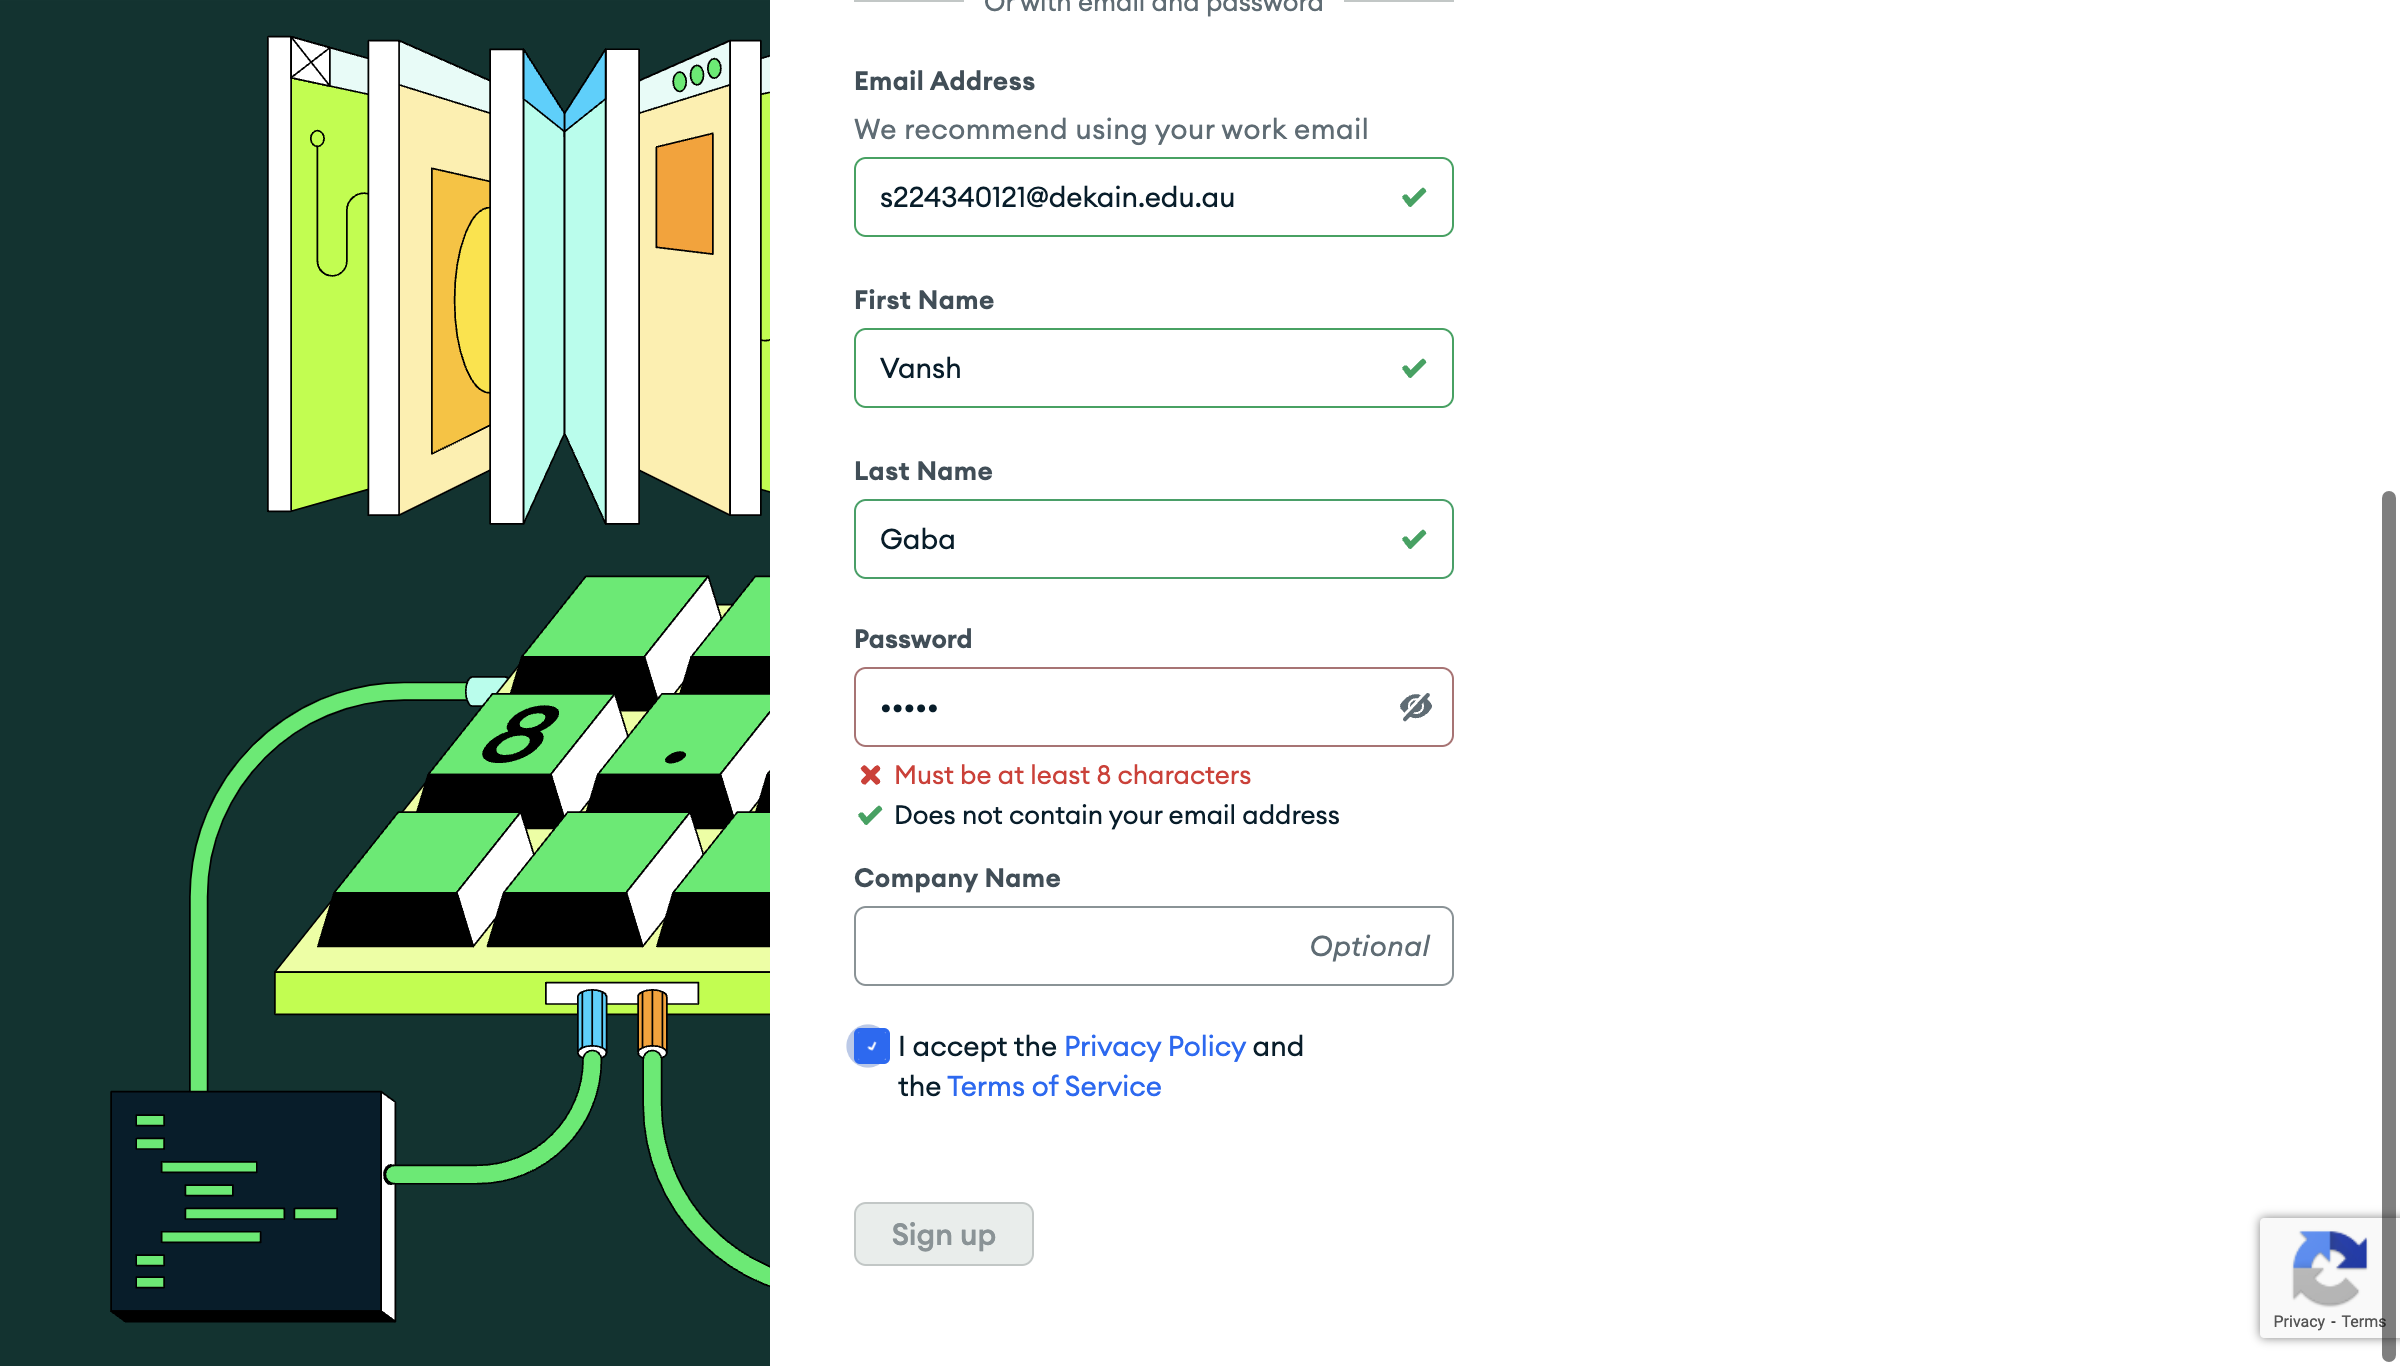 Or with email and password
Email Address
We recommend using your work email
s224340121@dekain.edu.au
First Name
Vansh
Last Name
Gaba
Password
•••••
Must be at least 8 characters
Does not contain your email address
Company Name
Optional
I accept the Privacy Policy and
the Terms of Service
Sign up
8
.
Privacy - Terms